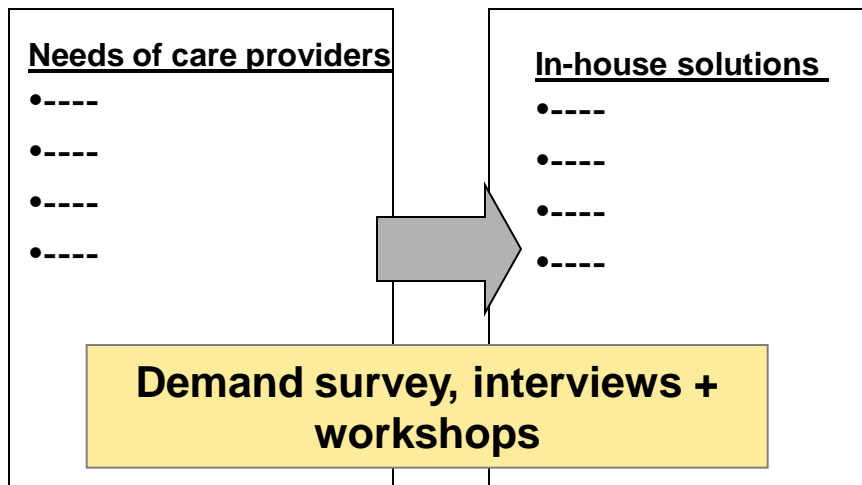 Needs of care providers
•----
•----
•----
•----
In-house solutions
•----
•----
•----
•----
Demand survey, interviews +
workshops